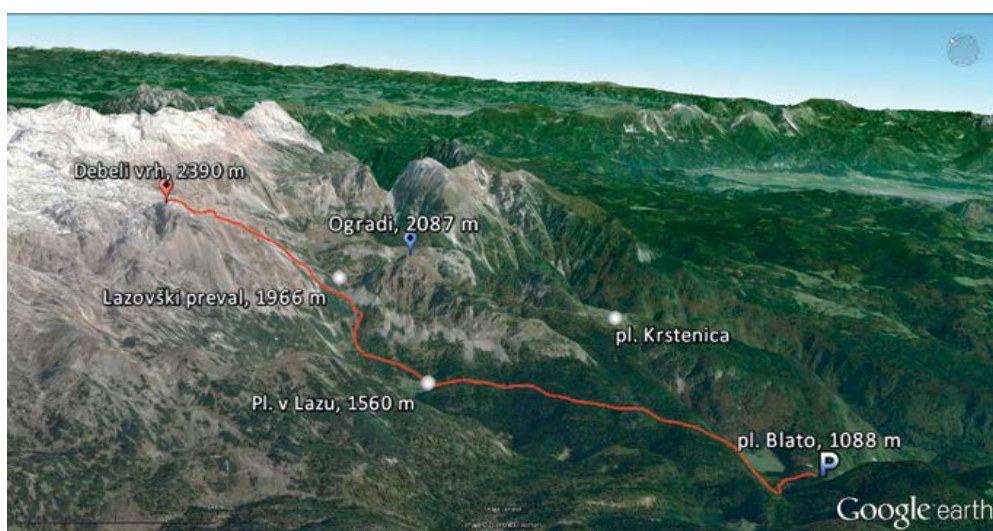 Debeli vrh, 2390 m
Ogradi, 2087 m
Lazovški preval, 1966 m
pl. Krstenica
Pl. v Lazu, 1560 m
pl. Blato, 1088 m
P
Google earth